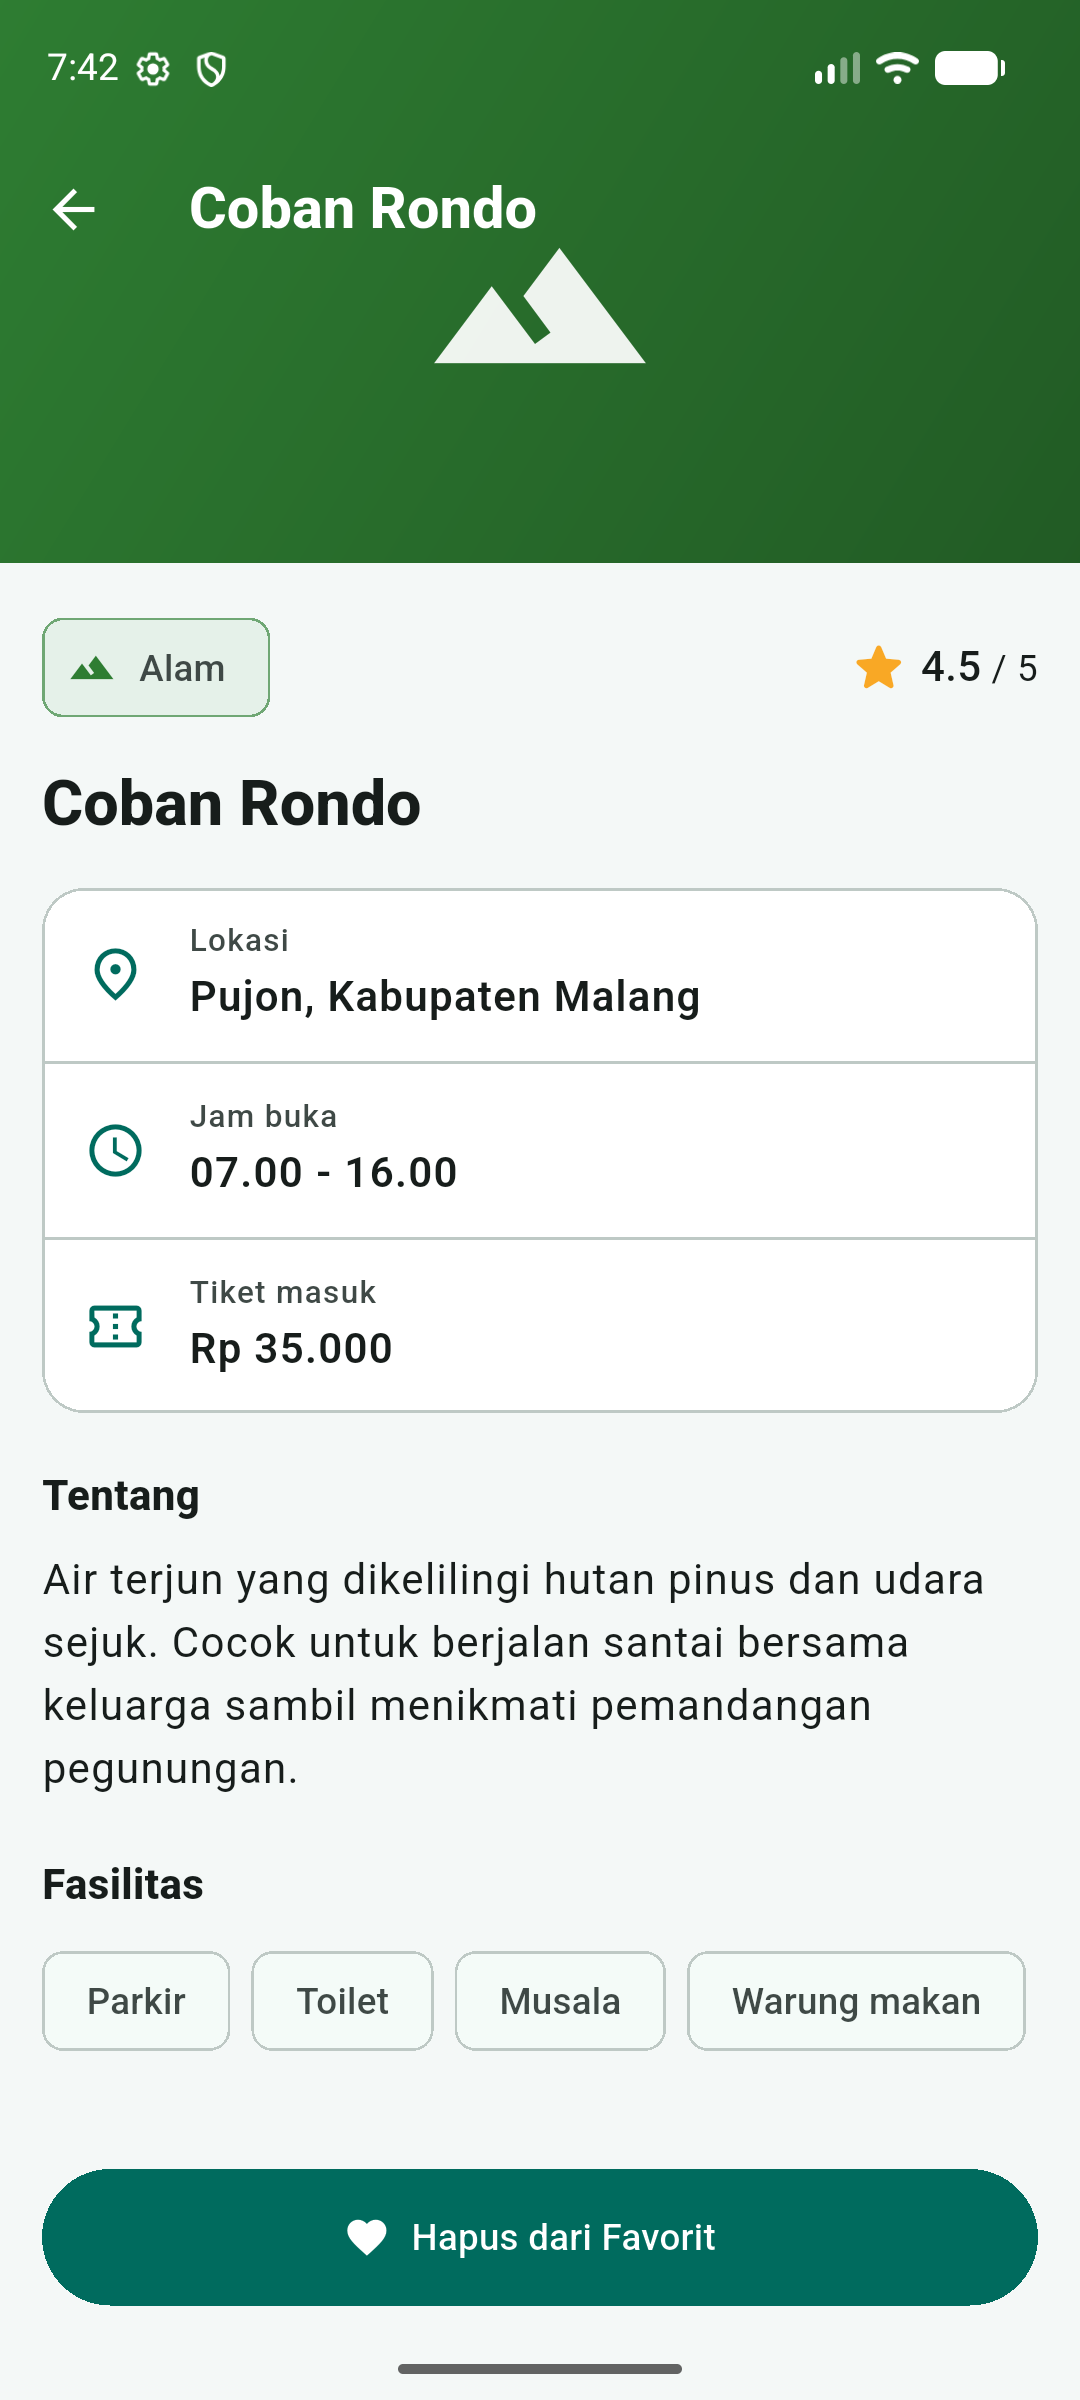 7:42
Coban Rondo
Alam
4.5 / 5
Coban Rondo
Lokasi
Pujon, Kabupaten Malang
Jam buka
07.00 - 16.00
Tiket masuk
Rp 35.000
Tentang
Air terjun yang dikelilingi hutan pinus dan udara
sejuk. Cocok untuk berjalan santai bersama
keluarga sambil menikmati pemandangan
pegunungan.
Fasilitas
Parkir Toilet Musala Warung makan
Hapus dari Favorit